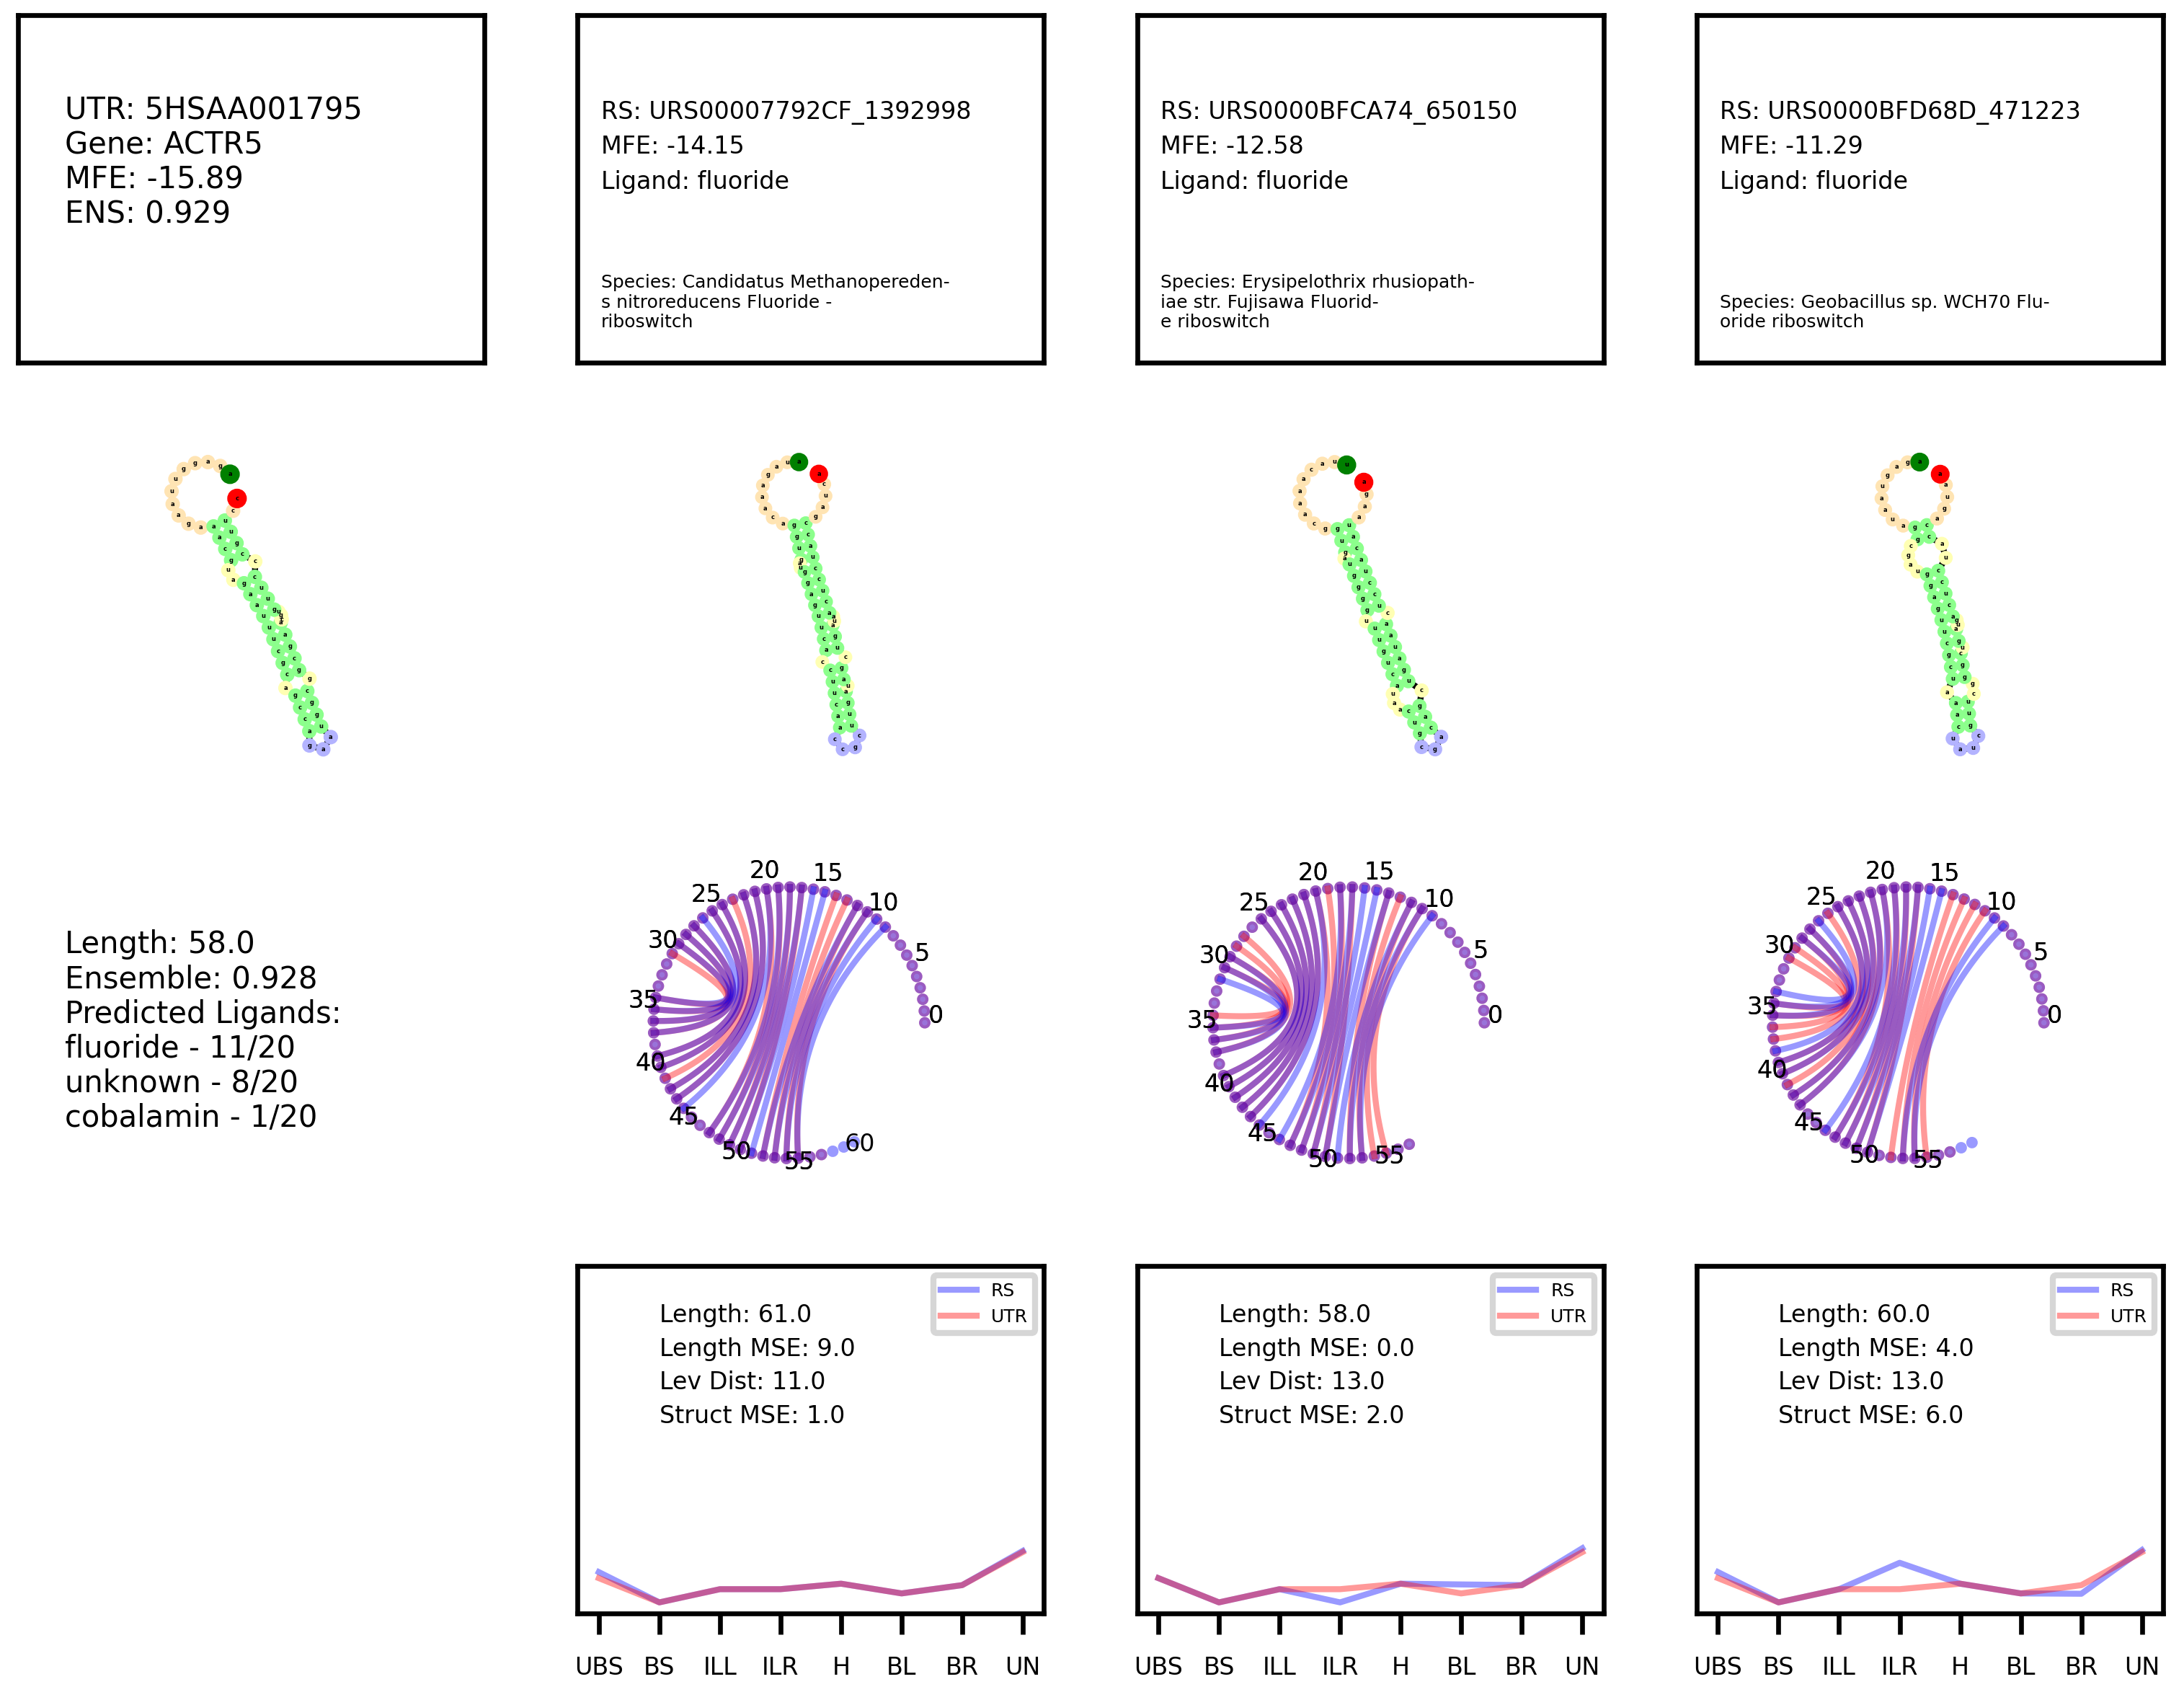 UTR: 5HSAA001795
Gene: ACTR5
MFE: -15.89
ENS: 0.929
RS: URS00007792CF_1392998
MFE: -14.15
Ligand: fluoride
Species: Candidatus Methanopereden-
s nitroreducens Fluoride -
riboswitch
RS: URS0000BFCA74_650150
MFE: -12.58
Ligand: fluoride
Species: Erysipelothrix rhusiopath-
iae str. Fujisawa Fluorid-
e riboswitch
RS: URS0000BFD68D_471223
MFE: -11.29
Ligand: fluoride
Species: Geobacillus sp. WCH70 Flu-
oride riboswitch
Length: 58.0
Ensemble: 0.928
Predicted Ligands:
fluoride - 11/20
unknown - 8/20
cobalamin - 1/20
0
5
10
15
20
25
30
35
40
45
50
55
60
0
5
10
15
20
25
30
35
40
45
50
55
0
5
10
15
20
25
30
35
40
45
50
55
Length: 61.0
Length MSE: 9.0
Lev Dist: 11.0
Struct MSE: 1.0
RS
UTR
UBS BS ILL ILR H BL BR UN
Length: 58.0
Length MSE: 0.0
Lev Dist: 13.0
Struct MSE: 2.0
RS
UTR
UBS BS ILL ILR H BL BR UN
Length: 60.0
Length MSE: 4.0
Lev Dist: 13.0
Struct MSE: 6.0
RS
UTR
UBS BS ILL ILR H BL BR UN